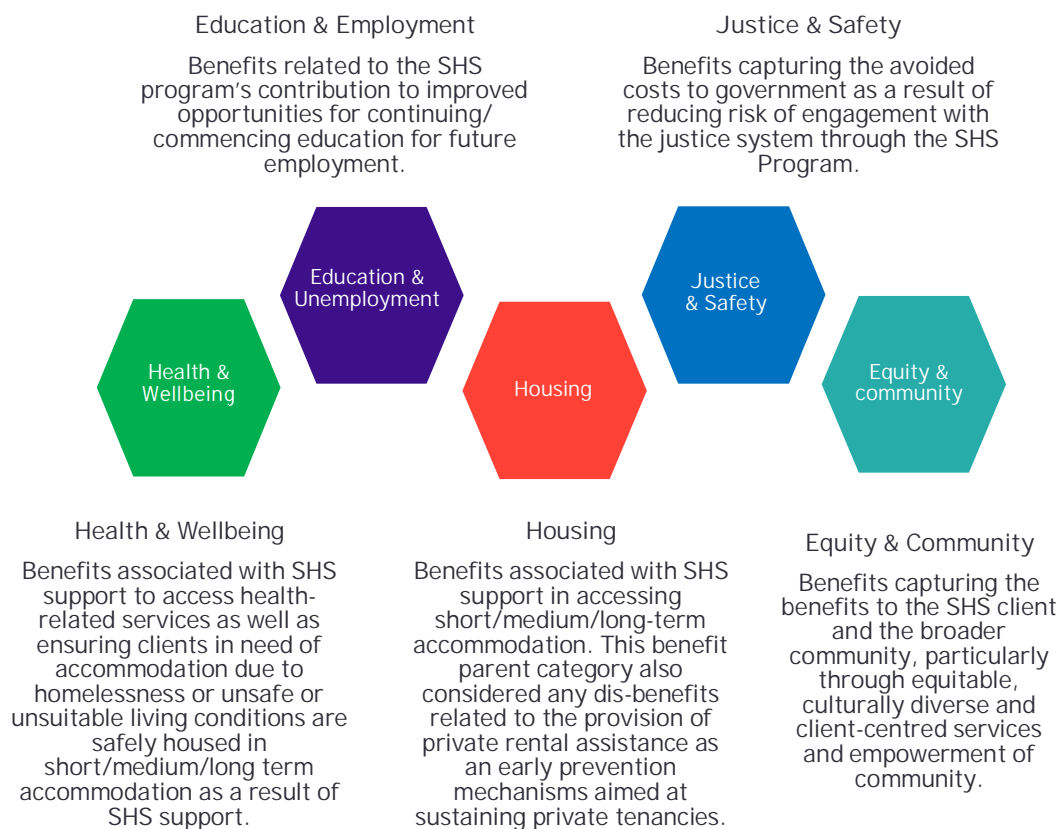 Education & Employment
Benefits related to the SHS
program's contribution to improved
opportunities for continuing/
commencing education for future
employment.
Justice & Safety
Benefits capturing the avoided
costs to government as a result of
reducing risk of engagement with
the justice system through the SHS
Program.
Health &
Wellbeing
Education &
Unemployment
Housing
Justice
& Safety
Equity &
community
Health & Wellbeing
Benefits associated with SHS
support to access health-
related services as well as
ensuring clients in need of
accommodation due to
homelessness or unsafe or
unsuitable living conditions are
safely housed in
short/medium/long term
accommodation as a result of
SHS support.
Housing
Benefits associated with SHS
support in accessing
short/medium/long-term
accommodation. This benefit
parent category also
considered any dis-benefits
related to the provision of
private rental assistance as
an early prevention
mechanisms aimed at
sustaining private tenancies.
Equity & Community
Benefits capturing the
benefits to the SHS client
and the broader
community, particularly
through equitable,
culturally diverse and
client-centred services
and empowerment of
community.